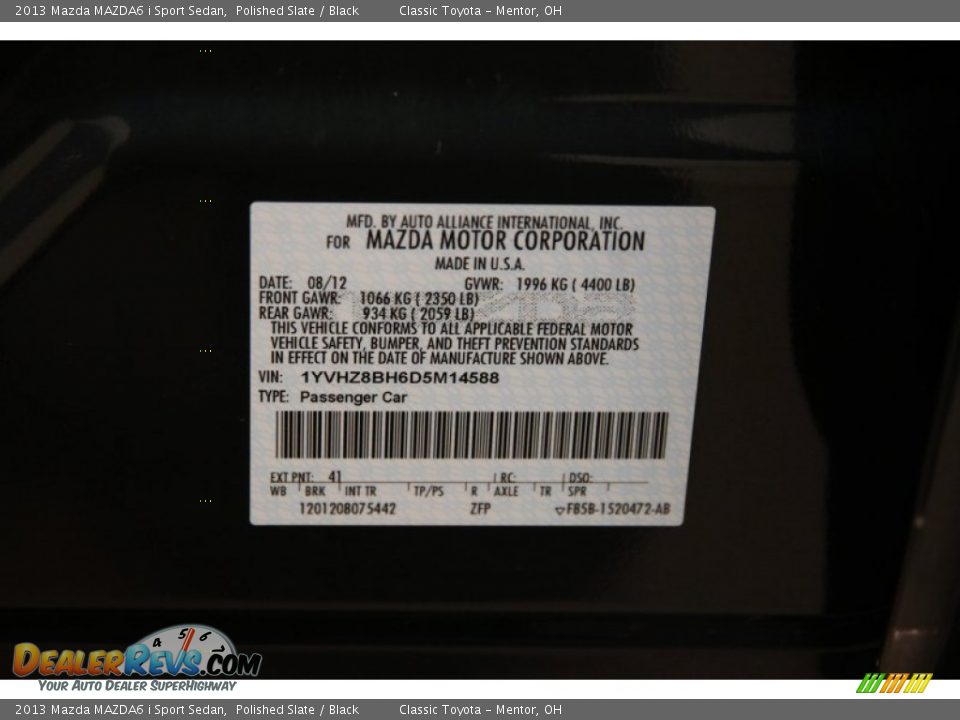 2013 Mazda MAZDA6 i Sport Sedan, Polished Slate / Black Classic Toyota - Mentor, OH
MFD. BY AUTO ALLIANCE INTERNATIONAL, INC.
FOR MAZDA MOTOR CORPORATION
MADE IN U.S.A.
DATE: 08/12 GVWR: 1996 KG ( 4400 LB)
FRONT GAWR: 1066 KG ( 2350 LB)
REAR GAWR: 934 KG ( 2059 LB)
THIS VEHICLE CONFORMS TO ALL APPLICABLE FEDERAL MOTOR
VEHICLE SAFETY, BUMPER, AND THEFT PREVENTION STANDARDS
IN EFFECT ON THE DATE OF MANUFACTURE SHOWN ABOVE.
VIN: 1YVHZ8BH6D5M14588
TYPE: Passenger Car
EXT PNT: 41 RC: DSO:
WB BRK INT TR TP/PS R AXLE TR SPR
1201208075442 ZFP ▽FB5B-1520472-AB
4 5 6
DEALERREVS.COM
YOUR AUTO DEALER SUPERHIGHWAY
2013 Mazda MAZDA6 i Sport Sedan, Polished Slate / Black Classic Toyota - Mentor, OH